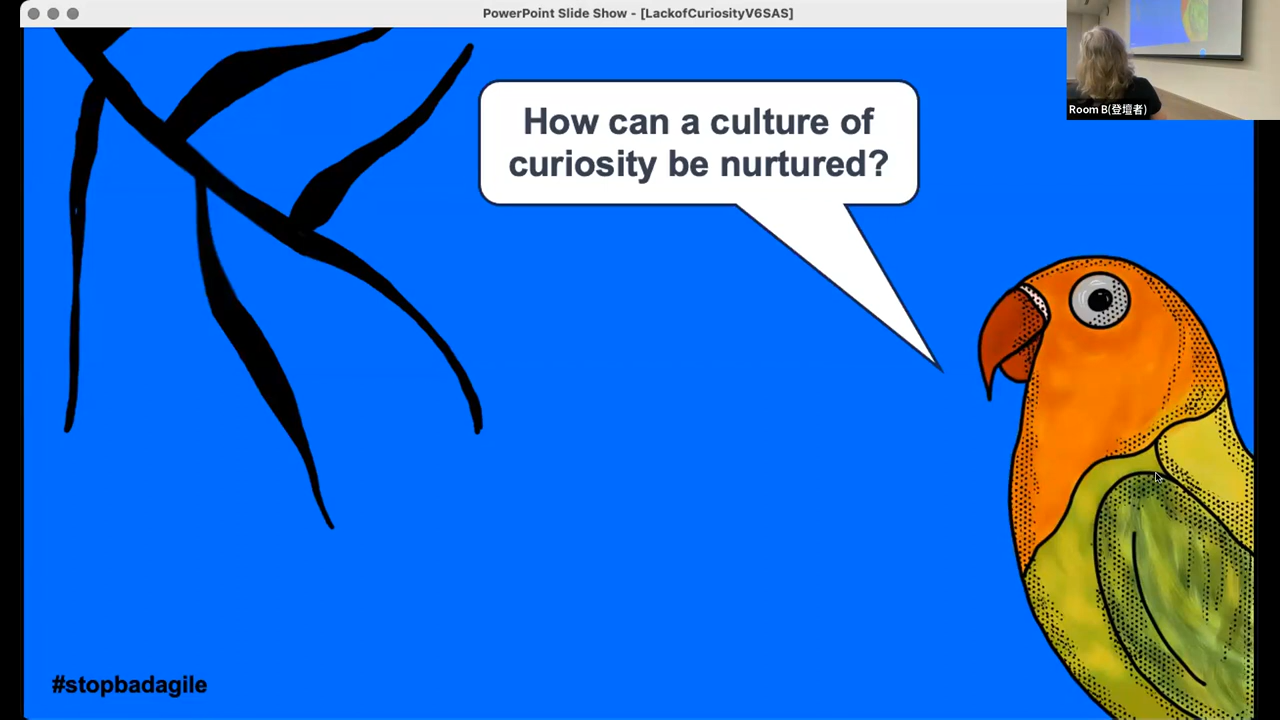 PowerPoint Slide Show - [LackofCuriosityV6SAS]
Room B(登壇者)
How can a culture of
curiosity be nurtured?
#stopbadagile